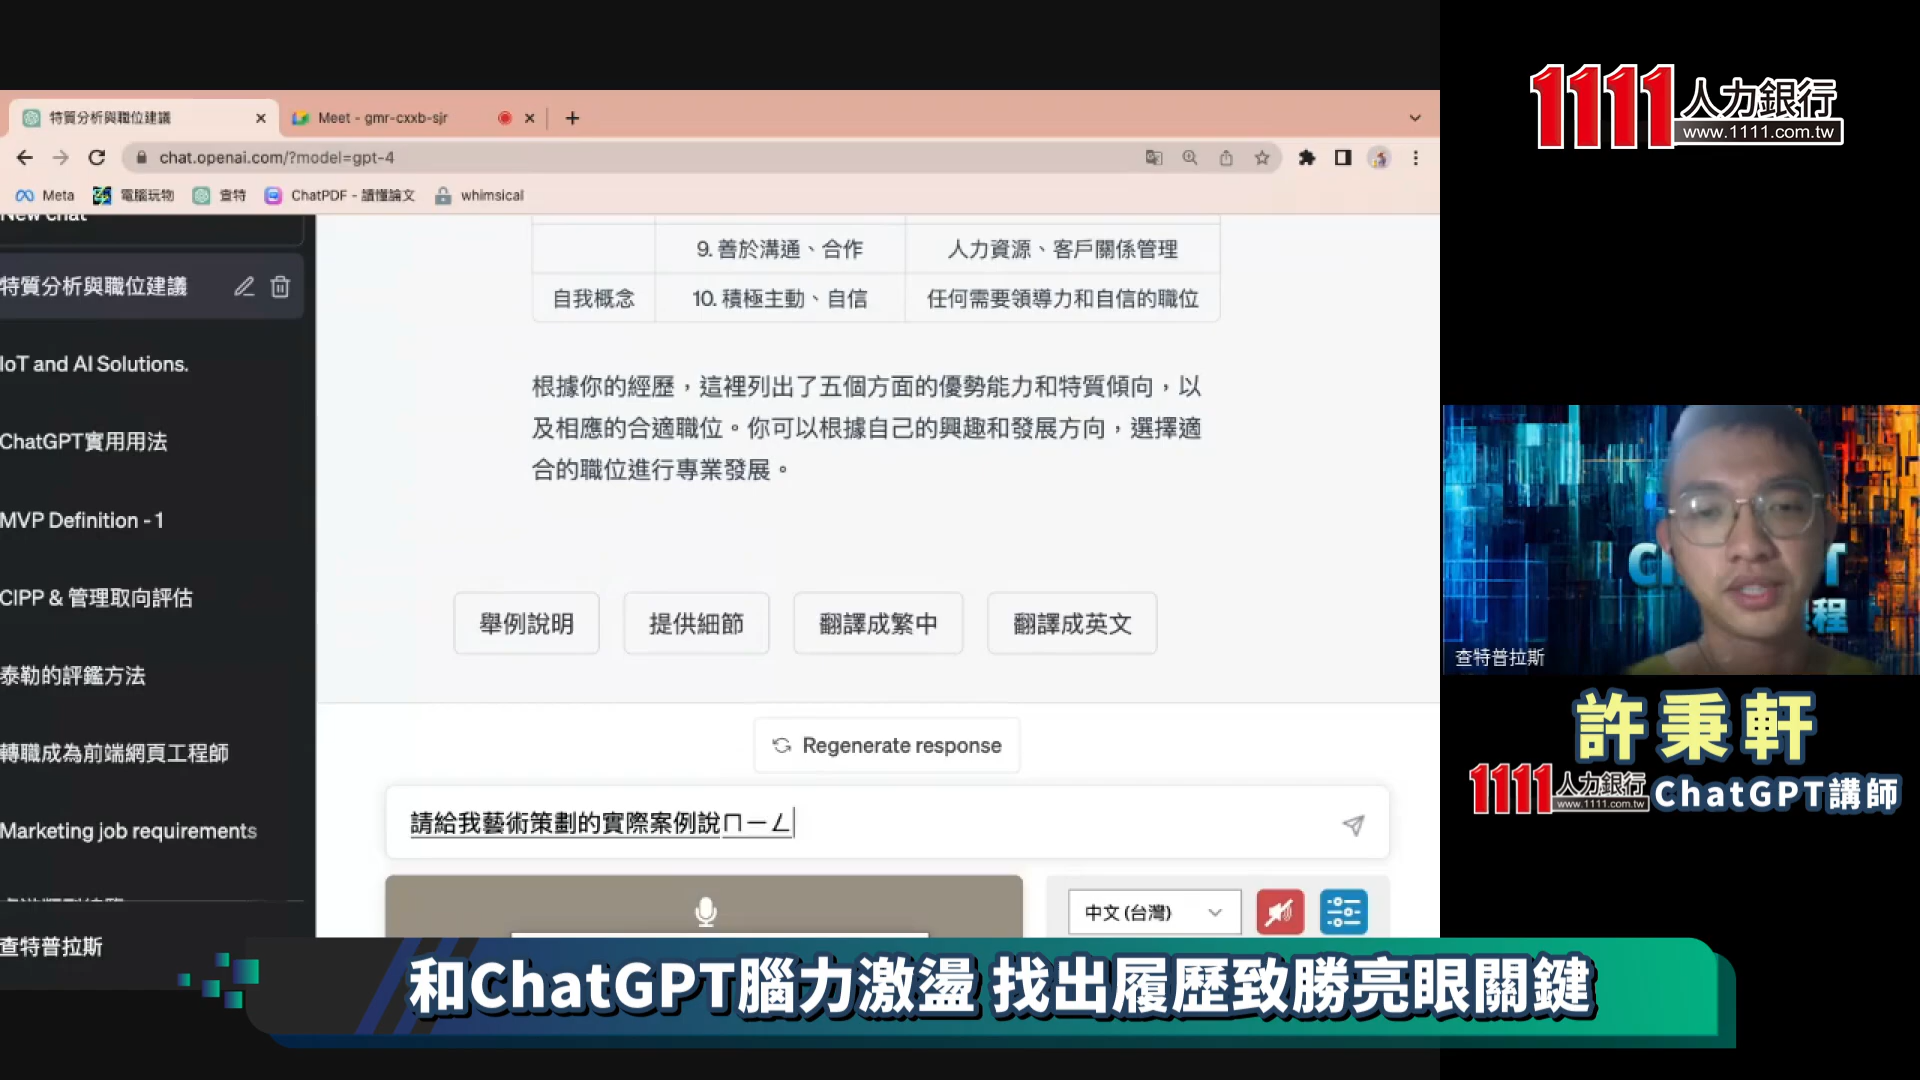 特質分析與職位建議
Meet - gmr-cxxb-sjr
chat.openai.com/?model=gpt-4
Meta
電腦玩物
查特
ChatPDF - 讀懂論文
whimsical
New chat
特質分析與職位建議
IoT and AI Solutions.
ChatGPT實用用法
MVP Definition - 1
CIPP & 管理取向評估
泰勒的評鑑方法
轉職成為前端網頁工程師
Marketing job requirements
查特普拉斯
9. 善於溝通、合作
人力資源、客戶關係管理
自我概念
10. 積極主動、自信
任何需要領導力和自信的職位
根據你的經歷，這裡列出了五個方面的優勢能力和特質傾向，以
及相應的合適職位。你可以根據自己的興趣和發展方向，選擇適
合的職位進行專業發展。
舉例說明
提供細節
翻譯成繁中
翻譯成英文
Regenerate response
請給我藝術策劃的實際案例說ㄇㄧㄥ
中文 (台灣)
1111人力銀行
www.1111.com.tw
查特普拉斯
許秉軒
1111人力銀行
www.1111.com.tw
ChatGPT講師
和ChatGPT腦力激盪 找出履歷致勝亮眼關鍵